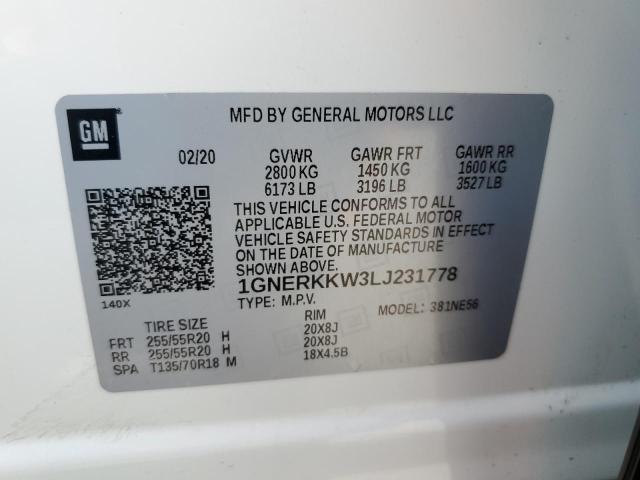 GM
MFD BY GENERAL MOTORS LLC
02/20 GVWR GAWR FRT GAWR RR
2800 KG 1450 KG 1600 KG
6173 LB 3196 LB 3527 LB
THIS VEHICLE CONFORMS TO ALL
APPLICABLE U.S. FEDERAL MOTOR
VEHICLE SAFETY STANDARDS IN EFFECT
ON THE DATE OF MANUFACTURE
SHOWN ABOVE.
1GNERKKW3LJ231778
140X
TYPE: M.P.V. MODEL: 381NE56
TIRE SIZE RIM
FRT 255/55R20 H 20X8J
RR 255/55R20 H 20X8J
SPA T135/70R18 M 18X4.5B